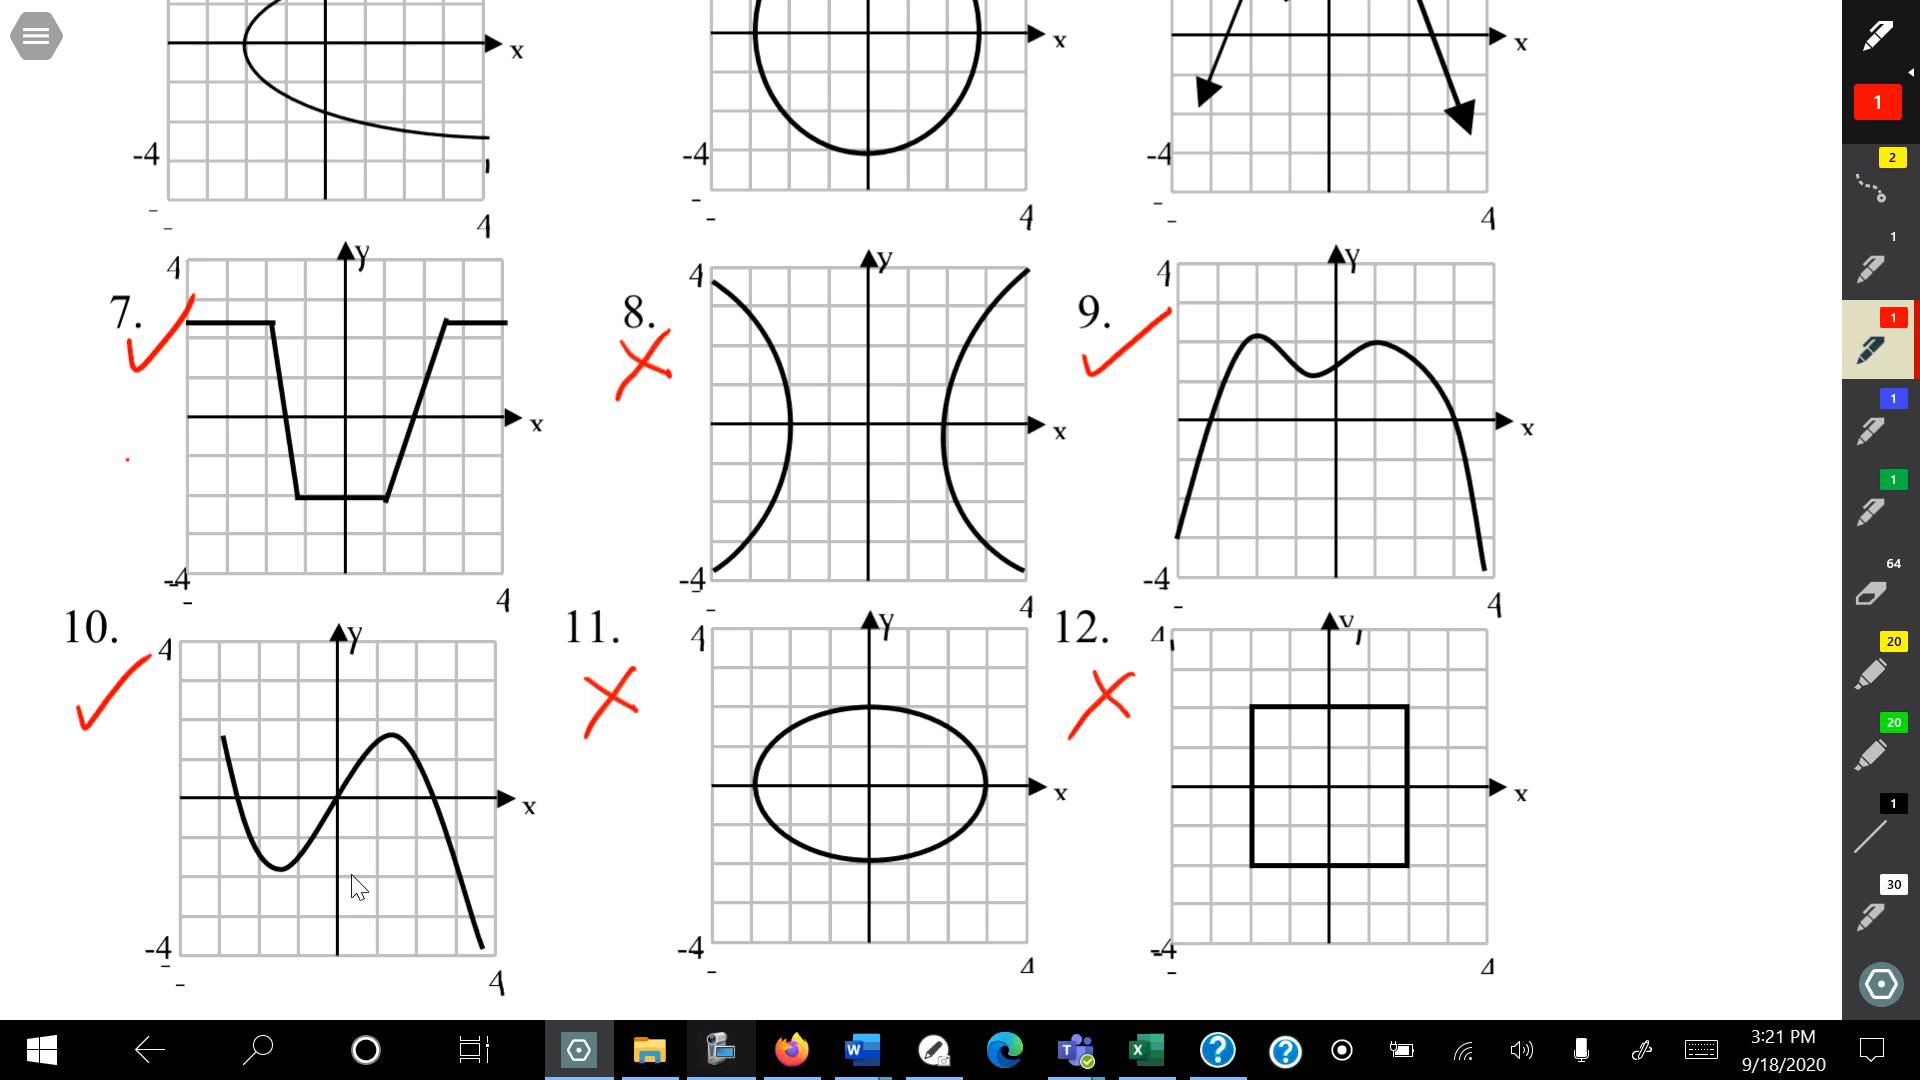 x x x
-4 -4 -4
- - -
- 4 - 4 - 4
y y y
4 4 4
7. 8. 9.
x x x
-4 -4 -4
- 4 - 4 - 4
10. 11. 12.
y y y
4 4 4
x x x
-4 -4 -4
- 4 - 4 - 4
1
2
1
1
1
1
64
20
20
1
30
W
T
X
?
?
3:21 PM
9/18/2020